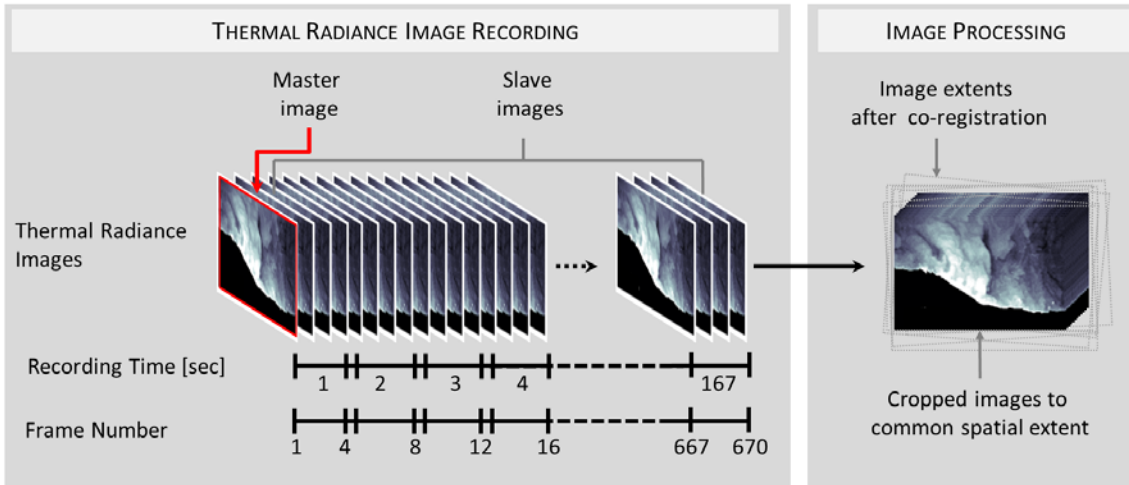 THERMAL RADIANCE IMAGE RECORDING
Master
image
Slave
images
Thermal Radiance
Images
Recording Time [sec]
1 2 3 4 167
Frame Number
1 4 8 12 16 667 670
IMAGE PROCESSING
Image extents
after co-registration
Cropped images to
common spatial extent